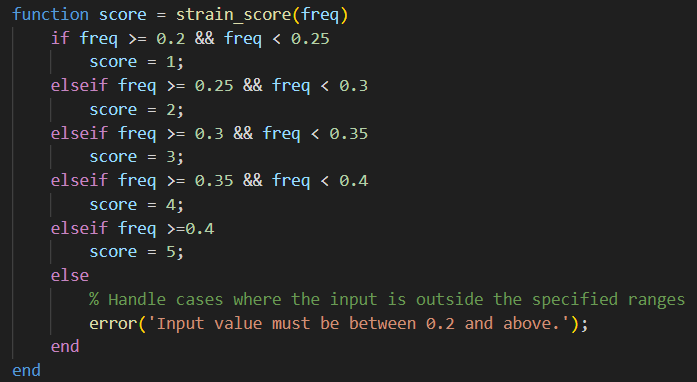 function score = strain_score(freq)
    if freq >= 0.2 && freq < 0.25
        score = 1;
    elseif freq >= 0.25 && freq < 0.3
        score = 2;
    elseif freq >= 0.3 && freq < 0.35
        score = 3;
    elseif freq >= 0.35 && freq < 0.4
        score = 4;
    elseif freq >=0.4
        score = 5;
    else
        % Handle cases where the input is outside the specified ranges
        error('Input value must be between 0.2 and above.');
    end
end